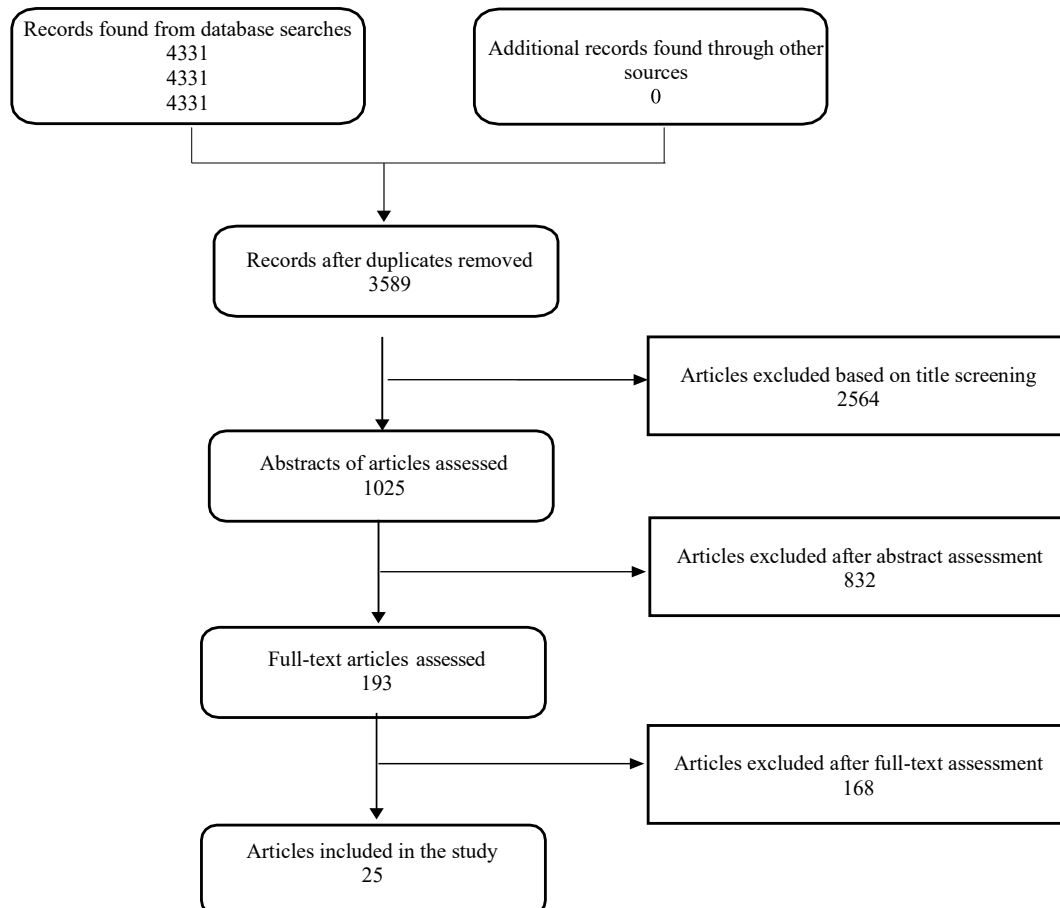 Records found from database searches
4331
4331
4331
Additional records found through other
sources
0
Records after duplicates removed
3589
Articles excluded based on title screening
2564
Abstracts of articles assessed
1025
Articles excluded after abstract assessment
832
Full-text articles assessed
193
Articles excluded after full-text assessment
168
Articles included in the study
25